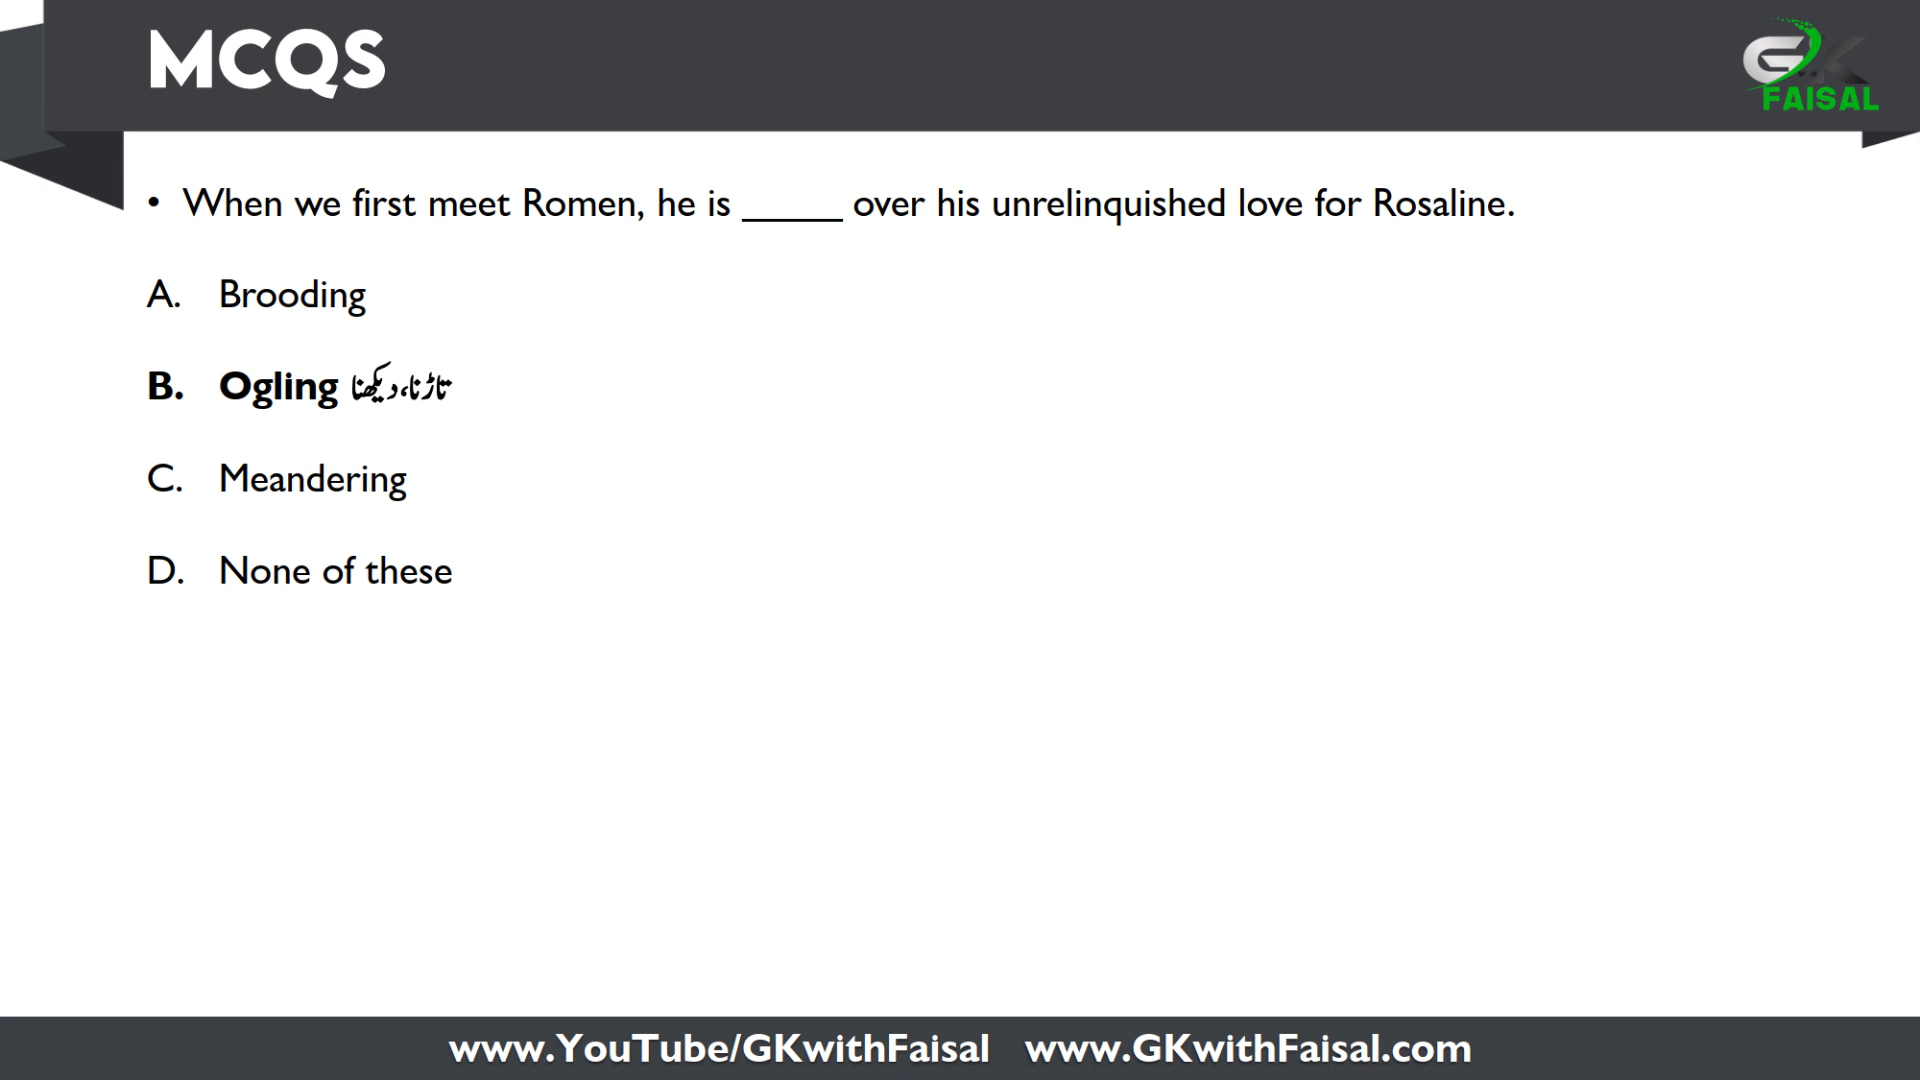 MCQS
GK
FAISAL
• When we first meet Romen, he is _____ over his unrelinquished love for Rosaline.
A. Brooding
B. Ogling تاڑنا،دیکھنا
C. Meandering
D. None of these
www.YouTube/GKwithFaisal www.GKwithFaisal.com